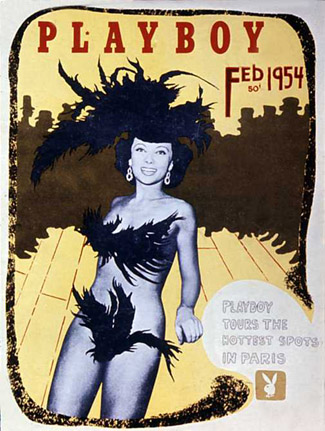 PLAYBOY
FEB 1954
50¢
PLAYBOY
TOURS THE
HOTTEST SPOTS
IN PARIS